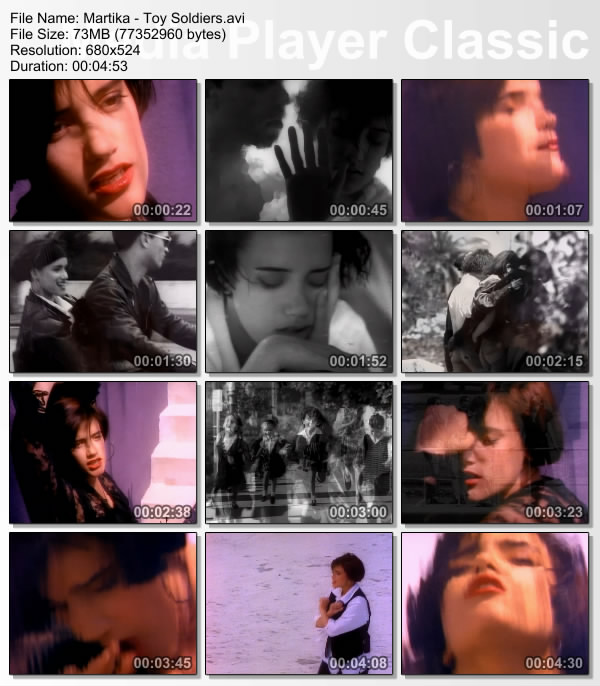 File Name: Martika - Toy Soldiers.avi
File Size: 73MB (77352960 bytes)
Resolution: 680x524
Duration: 00:04:53
Media Player Classic
00:00:22
00:00:45
00:01:07
00:01:30
00:01:52
00:02:15
00:02:38
00:03:00
00:03:23
00:03:45
00:04:08
00:04:30